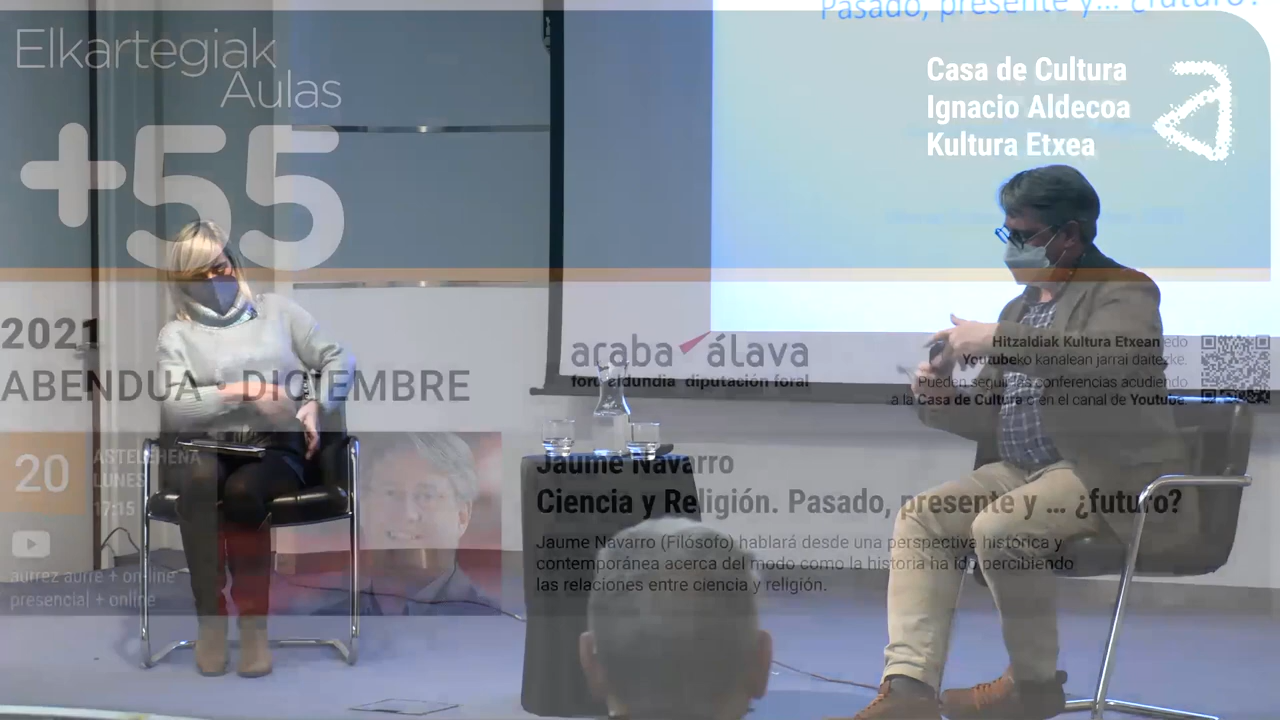 Pasado, presente y... ¿futuro?
Elkartegiak
Aulas
+55
Casa de Cultura
Ignacio Aldecoa
Kultura Etxea
2021
ABENDUA - DICIEMBRE
araba álava
foru aldundia diputación foral
Hitzaldiak Kultura Etxean edo
Youtubeko kanalean jarrai daitezke.
Pueden seguir las conferencias acudiendo
a la Casa de Cultura o en el canal de Youtube.
20
ASTELEHENA
LUNES
17:15
aurrez aurre + on-line
presencial + online
Jaume Navarro
Ciencia y Religión. Pasado, presente y ... ¿futuro?
Jaume Navarro (Filósofo) hablará desde una perspectiva histórica y
contemporánea acerca del modo como la historia ha ido percibiendo
las relaciones entre ciencia y religión.